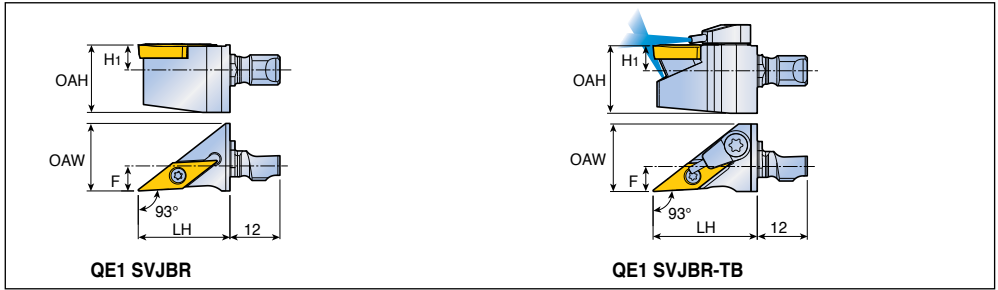 H1
OAH
OAW
F
93°
LH
12
QE1 SVJBR
H1
OAH
OAW
F
93°
LH
12
QE1 SVJBR-TB